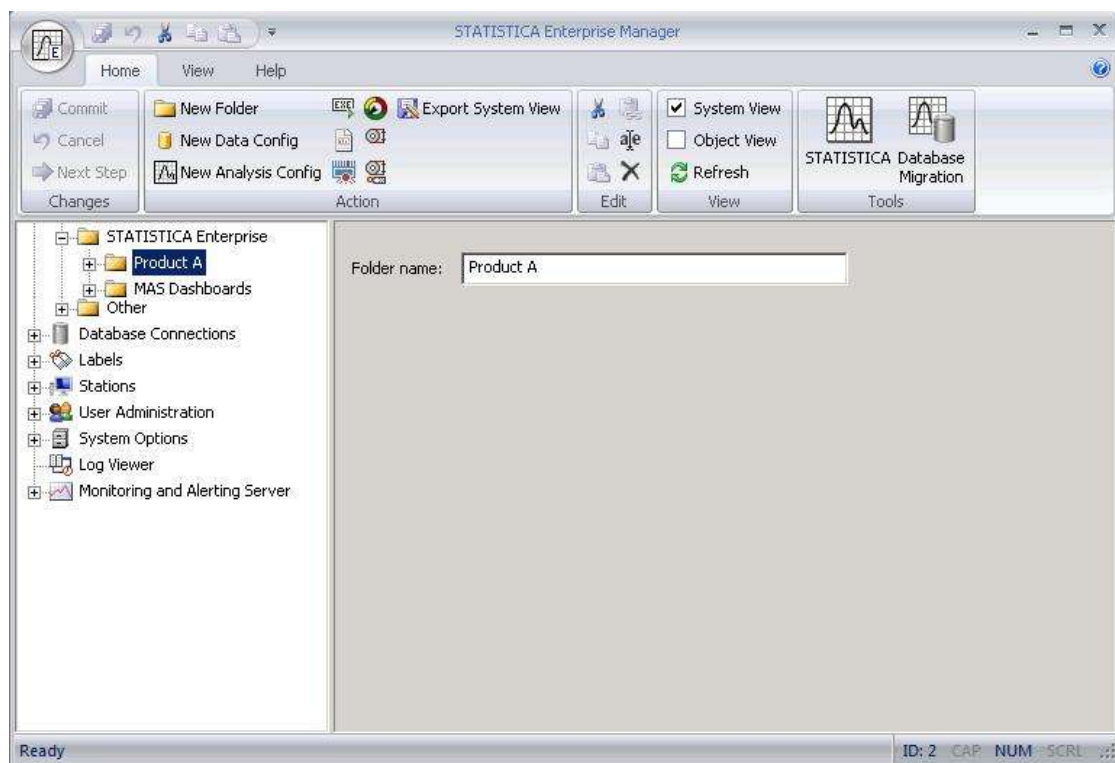 STATISTICA Enterprise Manager
Home View Help
Commit
Cancel
Next Step
Changes
New Folder
New Data Config
New Analysis Config
Export System View
Action
Edit
System View
Object View
Refresh
View
STATISTICA
Database
Migration
Tools
STATISTICA Enterprise
Product A
MAS Dashboards
Other
Database Connections
Labels
Stations
User Administration
System Options
Log Viewer
Monitoring and Alerting Server
Folder name: Product A
Ready
ID: 2 CAP NUM SCRL